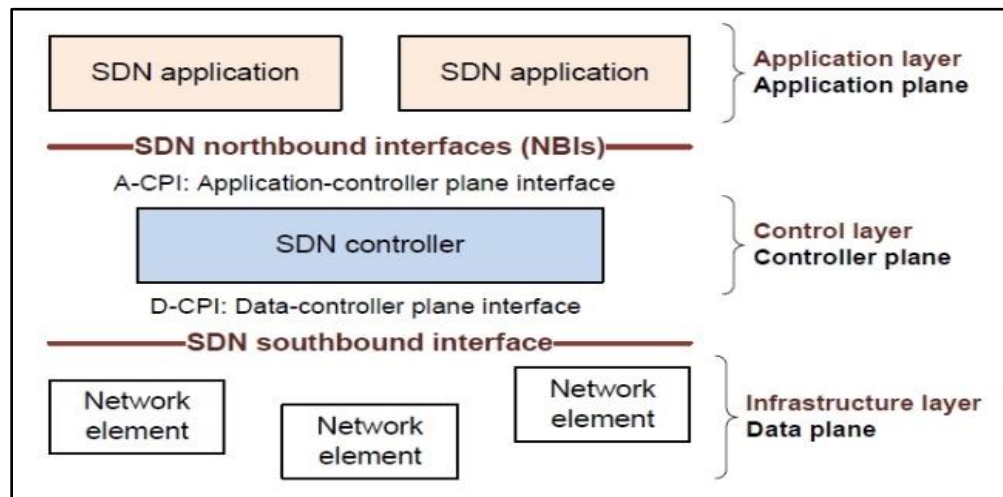 SDN application
SDN application
Application layer
Application plane
SDN northbound interfaces (NBIs)
A-CPI: Application-controller plane interface
SDN controller
Control layer
Controller plane
D-CPI: Data-controller plane interface
SDN southbound interface
Network
element
Network
element
Network
element
Infrastructure layer
Data plane